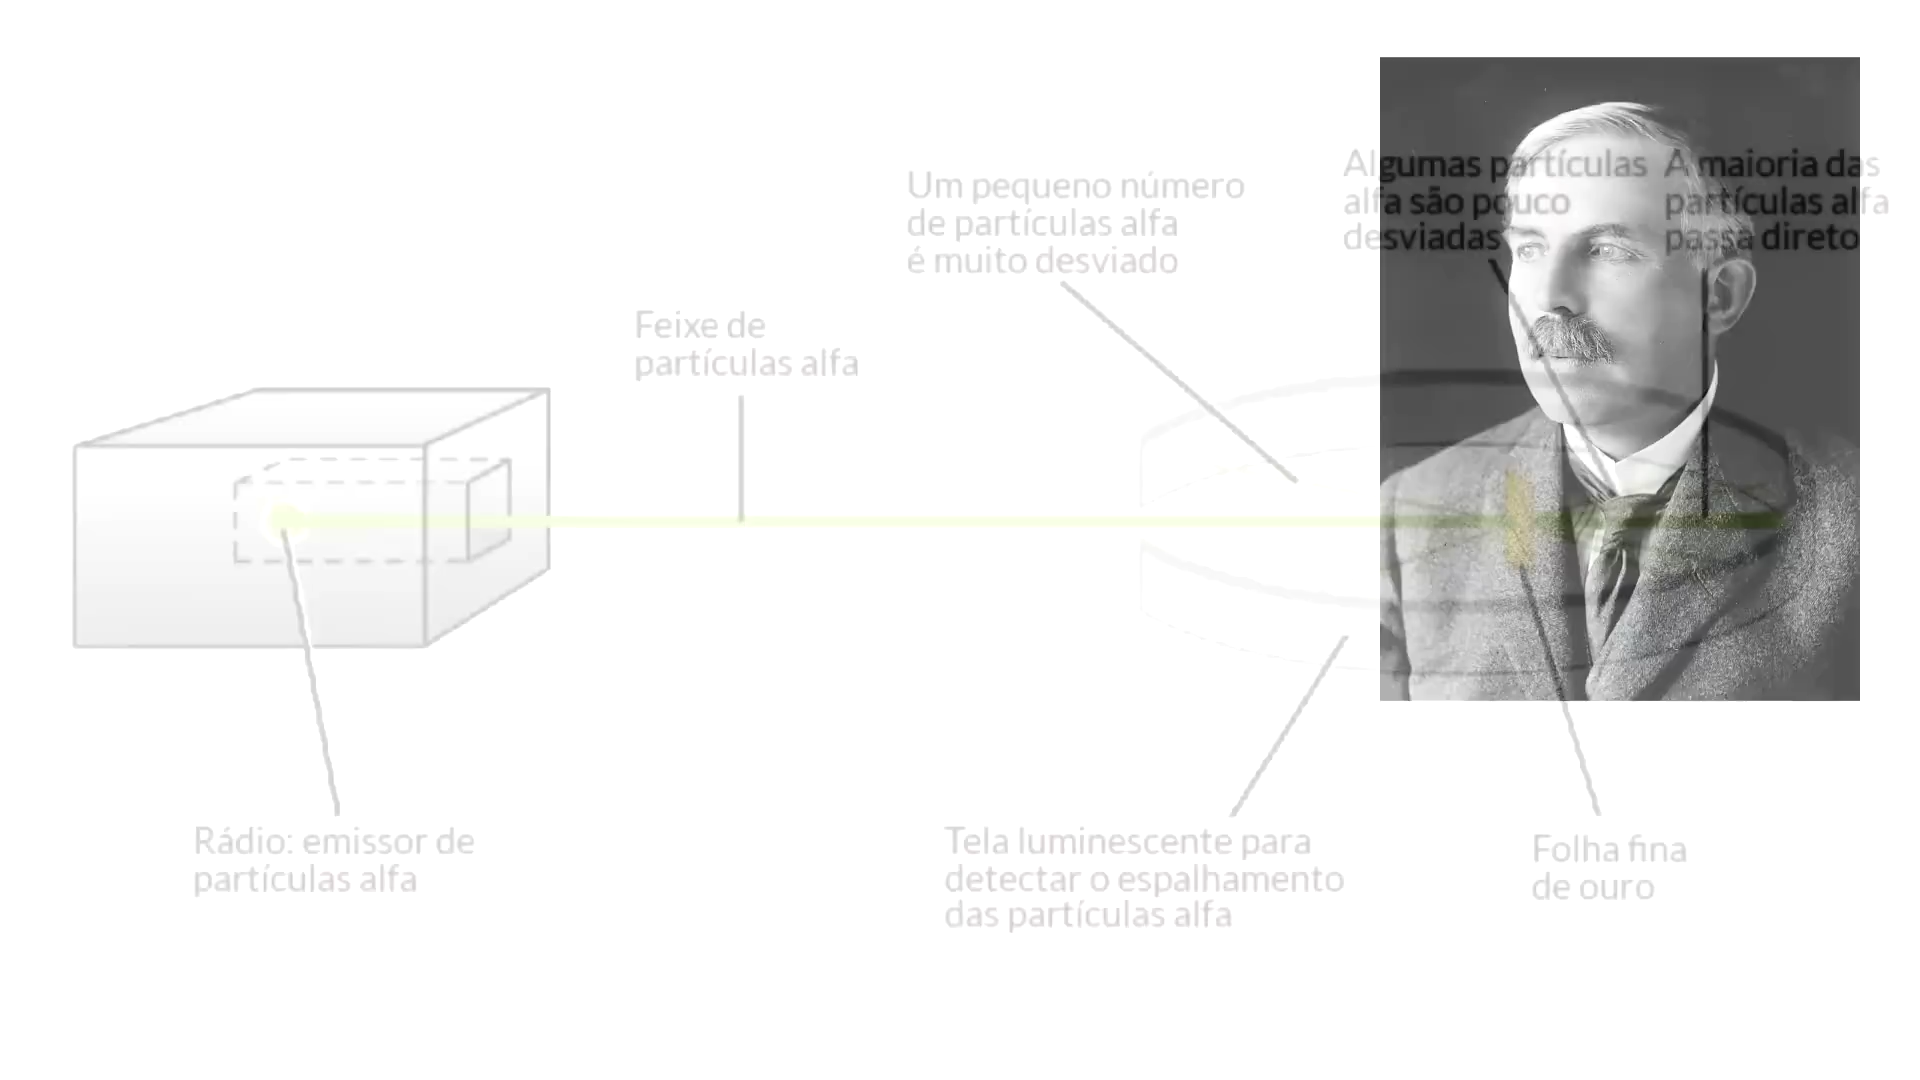 Um pequeno número
de partículas alfa
é muito desviado
Algumas partículas
alfa são pouco
desviadas
A maioria das
partículas alfa
passa direto
Feixe de
partículas alfa
Rádio: emissor de
partículas alfa
Tela luminescente para
detectar o espalhamento
das partículas alfa
Folha fina
de ouro